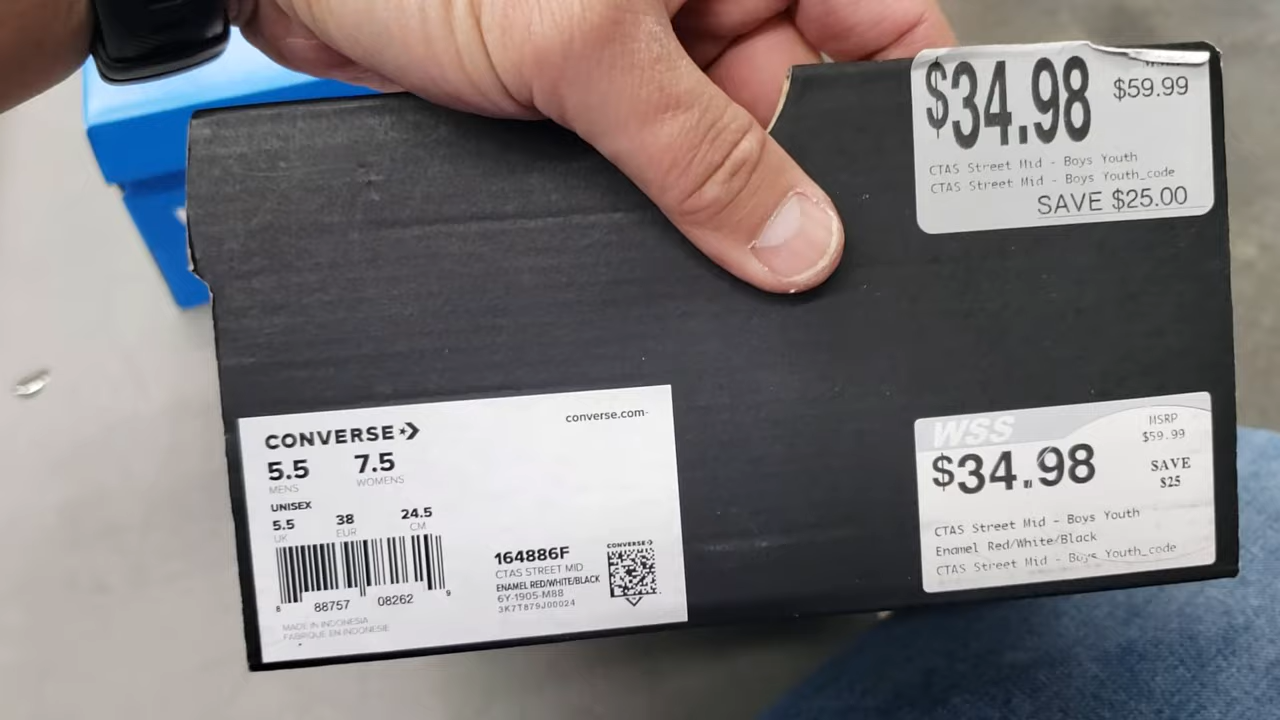 $34.98
$59.99
CTAS Street Mid - Boys Youth
CTAS Street Mid - Boys Youth_code
SAVE $25.00
CONVERSE
converse.com-
5.5 7.5
MENS WOMENS
UNISEX
5.5 38 24.5
UK EUR CM
8 88757 08262 9
MADE IN INDONESIA
FABRIQUE EN INDONESIE
164886F
CTAS STREET MID
ENAMEL RED/WHITE/BLACK
6Y-1905-M88
3K7T879J00024
CONVERSE
WSS
MSRP
$59.99
$34.98
SAVE
$25
CTAS Street Mid - Boys Youth
Enamel Red/White/Black
CTAS Street Mid - Boys Youth_code